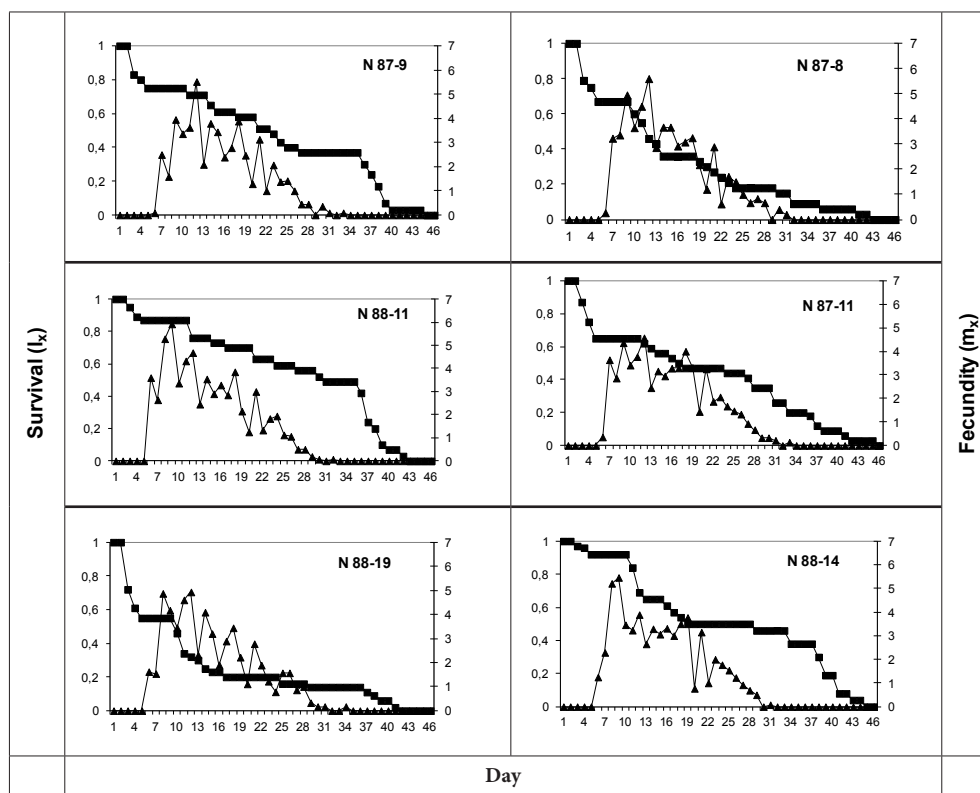 Survival (lx)
Fecundity (mx)
N 87-9
1 0,8 0,6 0,4 0,2 0
7 6 5 4 3 2 1 0
1 4 7 10 13 16 19 22 25 28 31 34 37 40 43 46
N 87-8
1 0,8 0,6 0,4 0,2 0
7 6 5 4 3 2 1 0
1 4 7 10 13 16 19 22 25 28 31 34 37 40 43 46
N 88-11
1 0,8 0,6 0,4 0,2 0
7 6 5 4 3 2 1 0
1 4 7 10 13 16 19 22 25 28 31 34 37 40 43 46
N 87-11
1 0,8 0,6 0,4 0,2 0
7 6 5 4 3 2 1 0
1 4 7 10 13 16 19 22 25 28 31 34 37 40 43 46
N 88-19
1 0,8 0,6 0,4 0,2 0
7 6 5 4 3 2 1 0
1 4 7 10 13 16 19 22 25 28 31 34 37 40 43 46
N 88-14
1 0,8 0,6 0,4 0,2 0
7 6 5 4 3 2 1 0
1 4 7 10 13 16 19 22 25 28 31 34 37 40 43 46
Day